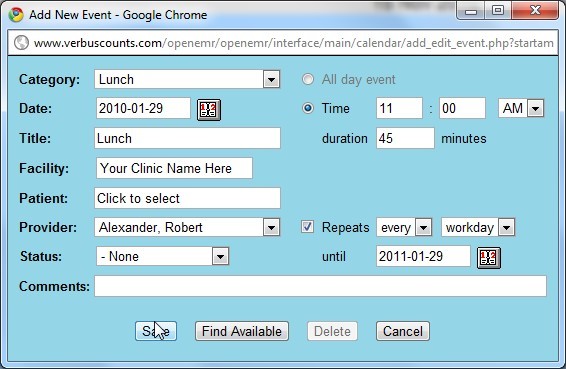 Add New Event - Google Chrome
www.verbuscounts.com/openemr/openemr/interface/main/calendar/add_edit_event.php?startam
Category: Lunch All day event
Date: 2010-01-29 Time 11 : 00 AM
Title: Lunch duration 45 minutes
Facility: Your Clinic Name Here
Patient: Click to select
Provider: Alexander, Robert Repeats every workday
Status: - None until 2011-01-29
Comments:
Save Find Available Delete Cancel